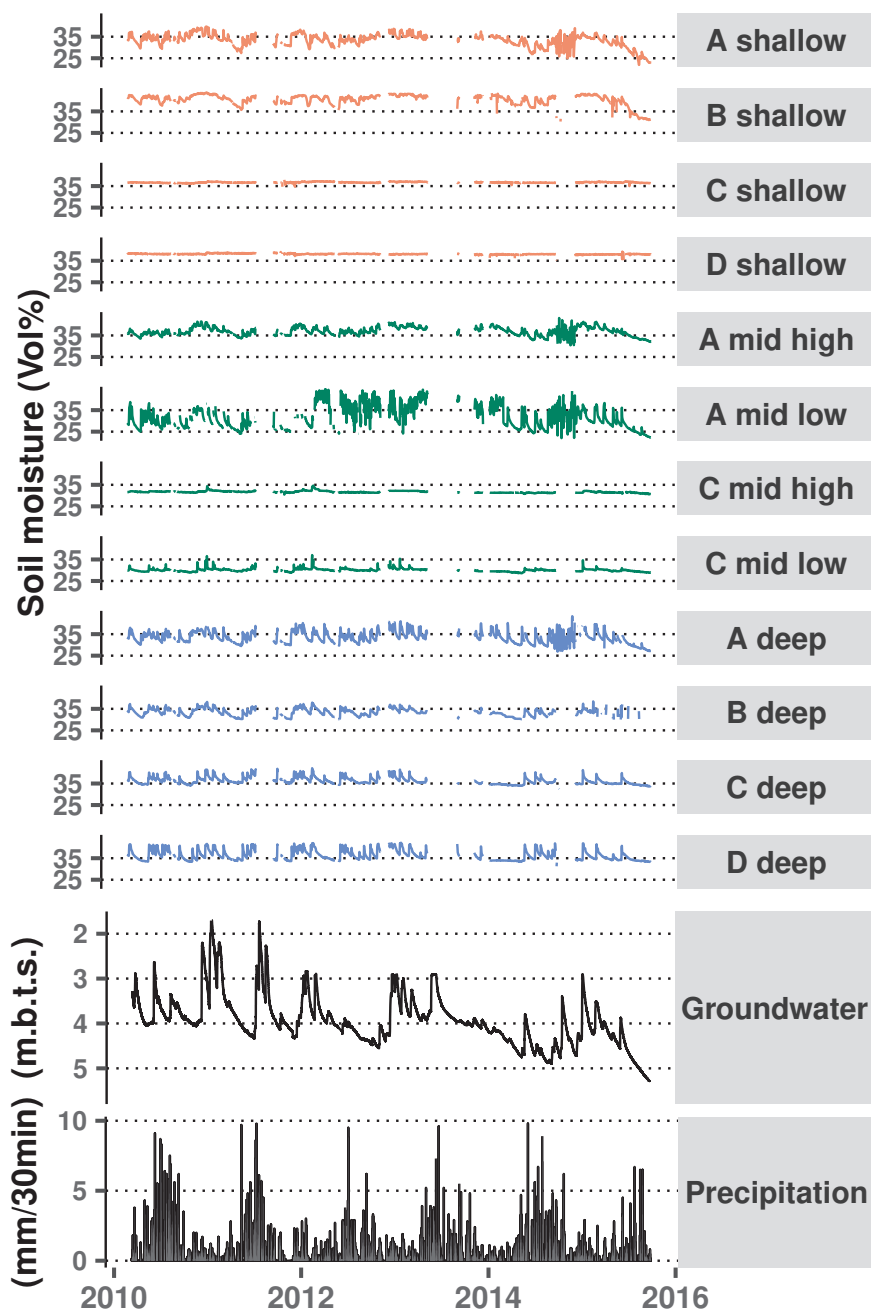 35
25
A shallow
35
25
B shallow
35
25
C shallow
35
25
D shallow
35
25
A mid high
35
25
A mid low
35
25
C mid high
35
25
C mid low
35
25
A deep
35
25
B deep
35
25
C deep
35
25
D deep
Soil moisture (Vol%)
2
3
4
5
(m.b.t.s.)
Groundwater
10
5
0
(mm/30min)
Precipitation
2010
2012
2014
2016